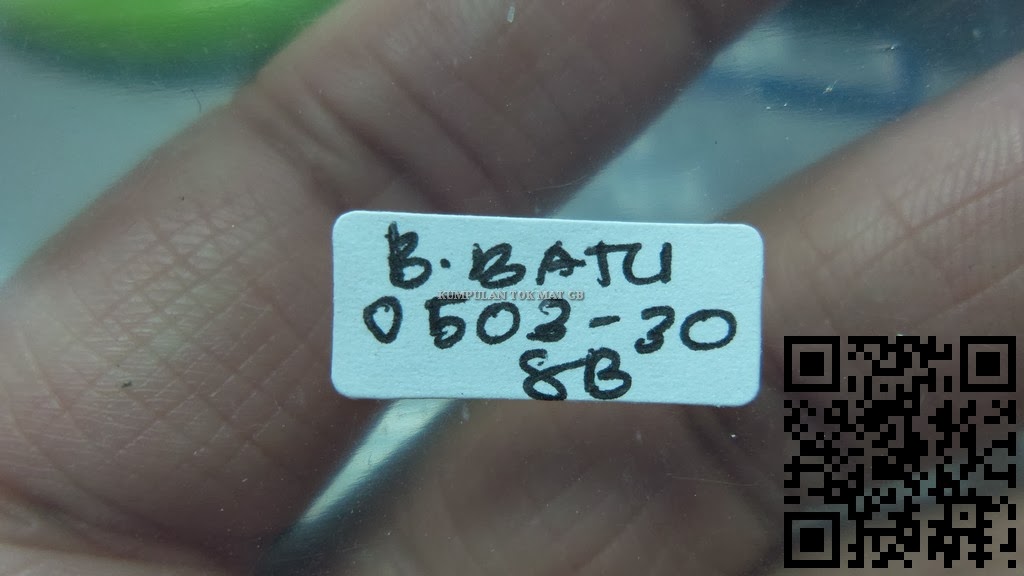 B. BATU
KUMPULAN TOK MAT GB
0503-30
8B